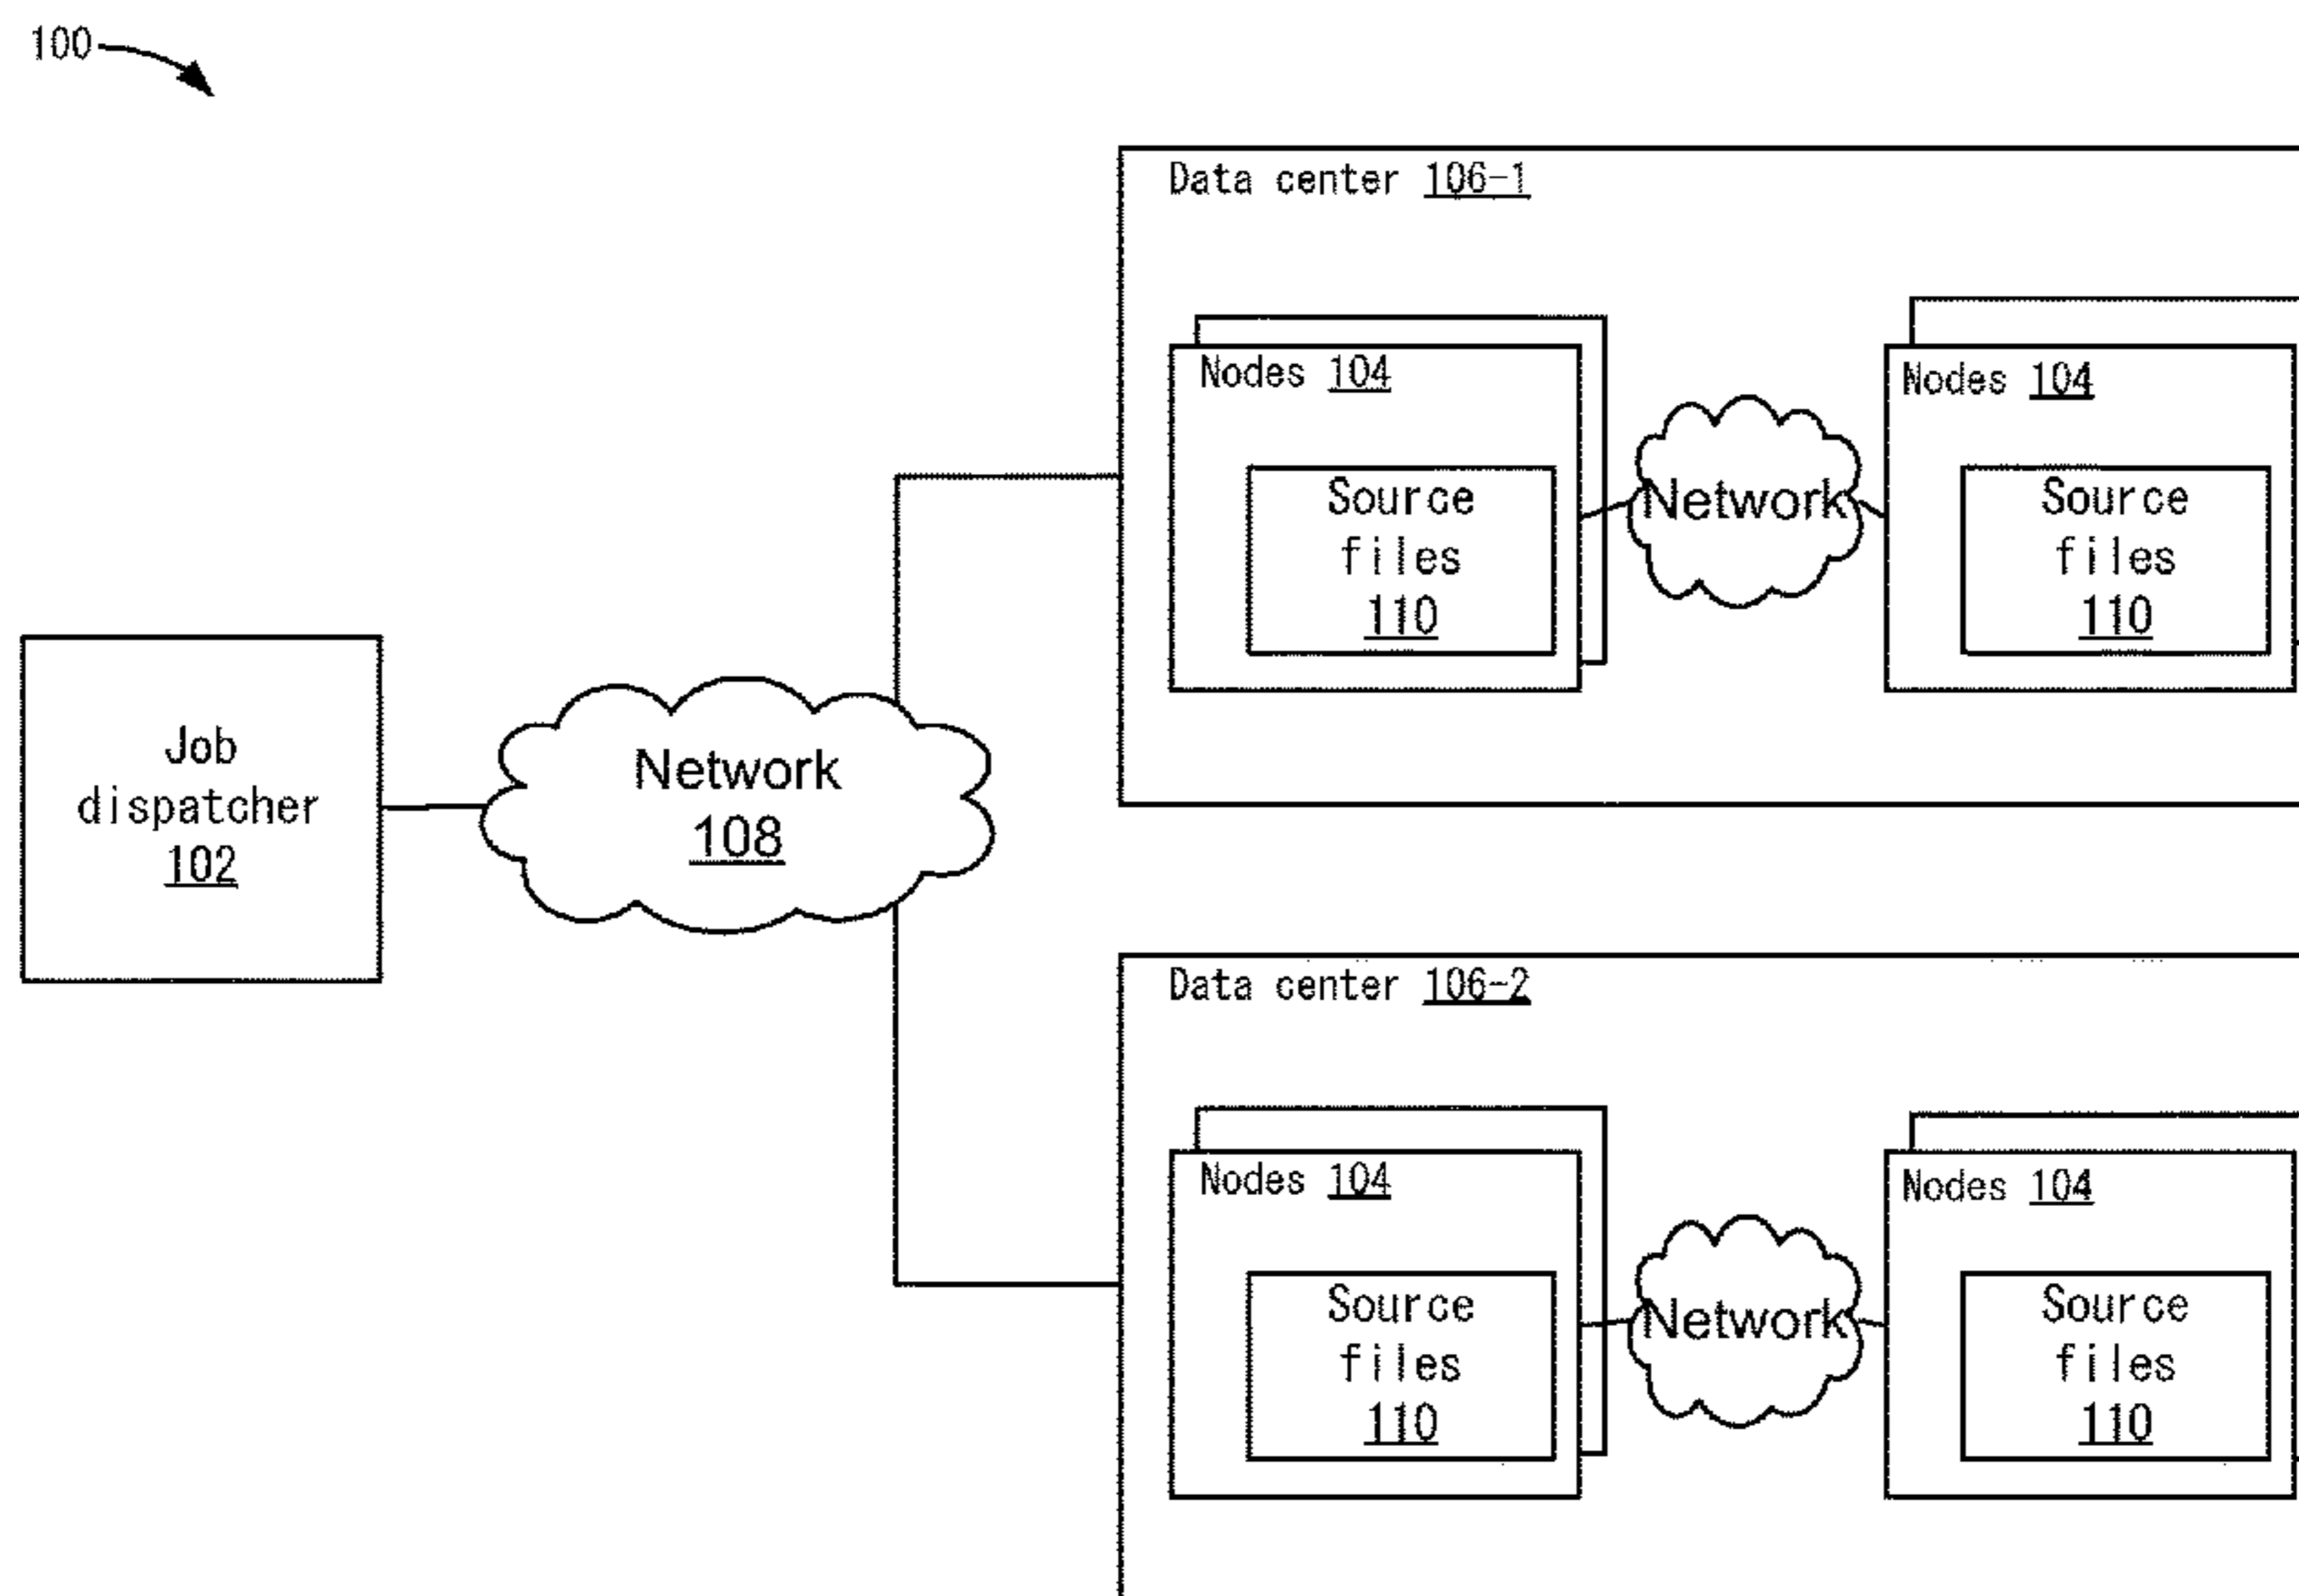 100
Data center 106-1
Nodes 104
Nodes 104
Source
files
110
Network
Source
files
110
Job
dispatcher
102
Network
108
Data center 106-2
Nodes 104
Nodes 104
Source
files
110
Network
Source
files
110